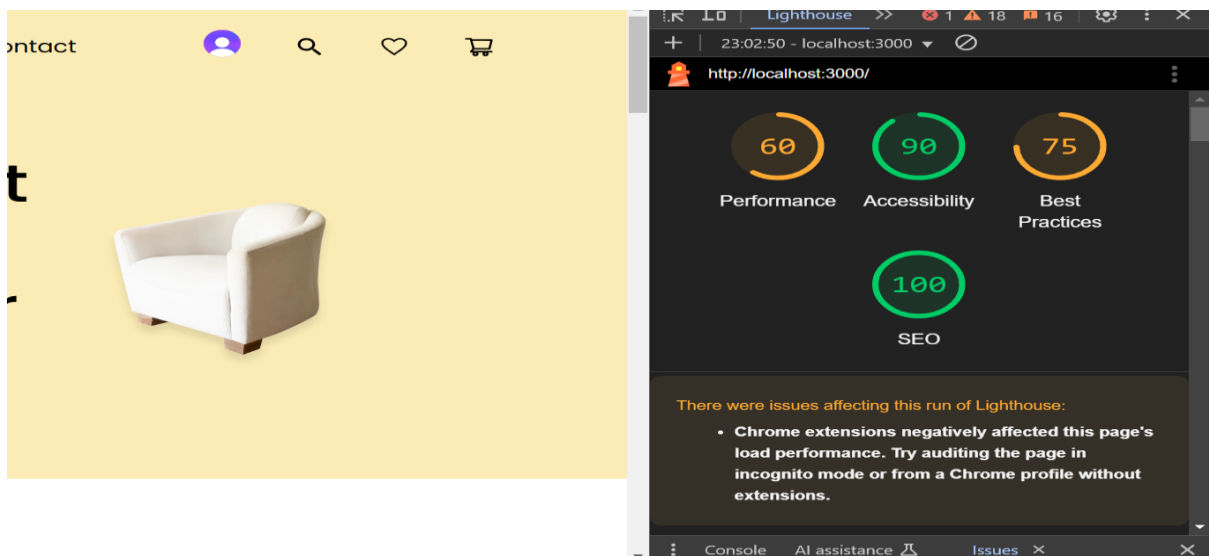 ontact
t
r
Lighthouse >> 1 18 16
23:02:50 - localhost:3000
http://localhost:3000/
60 90 75
Performance Accessibility Best
Practices
100
SEO
There were issues affecting this run of Lighthouse:
• Chrome extensions negatively affected this page's
load performance. Try auditing the page in
incognito mode or from a Chrome profile without
extensions.
Console AI assistance Issues